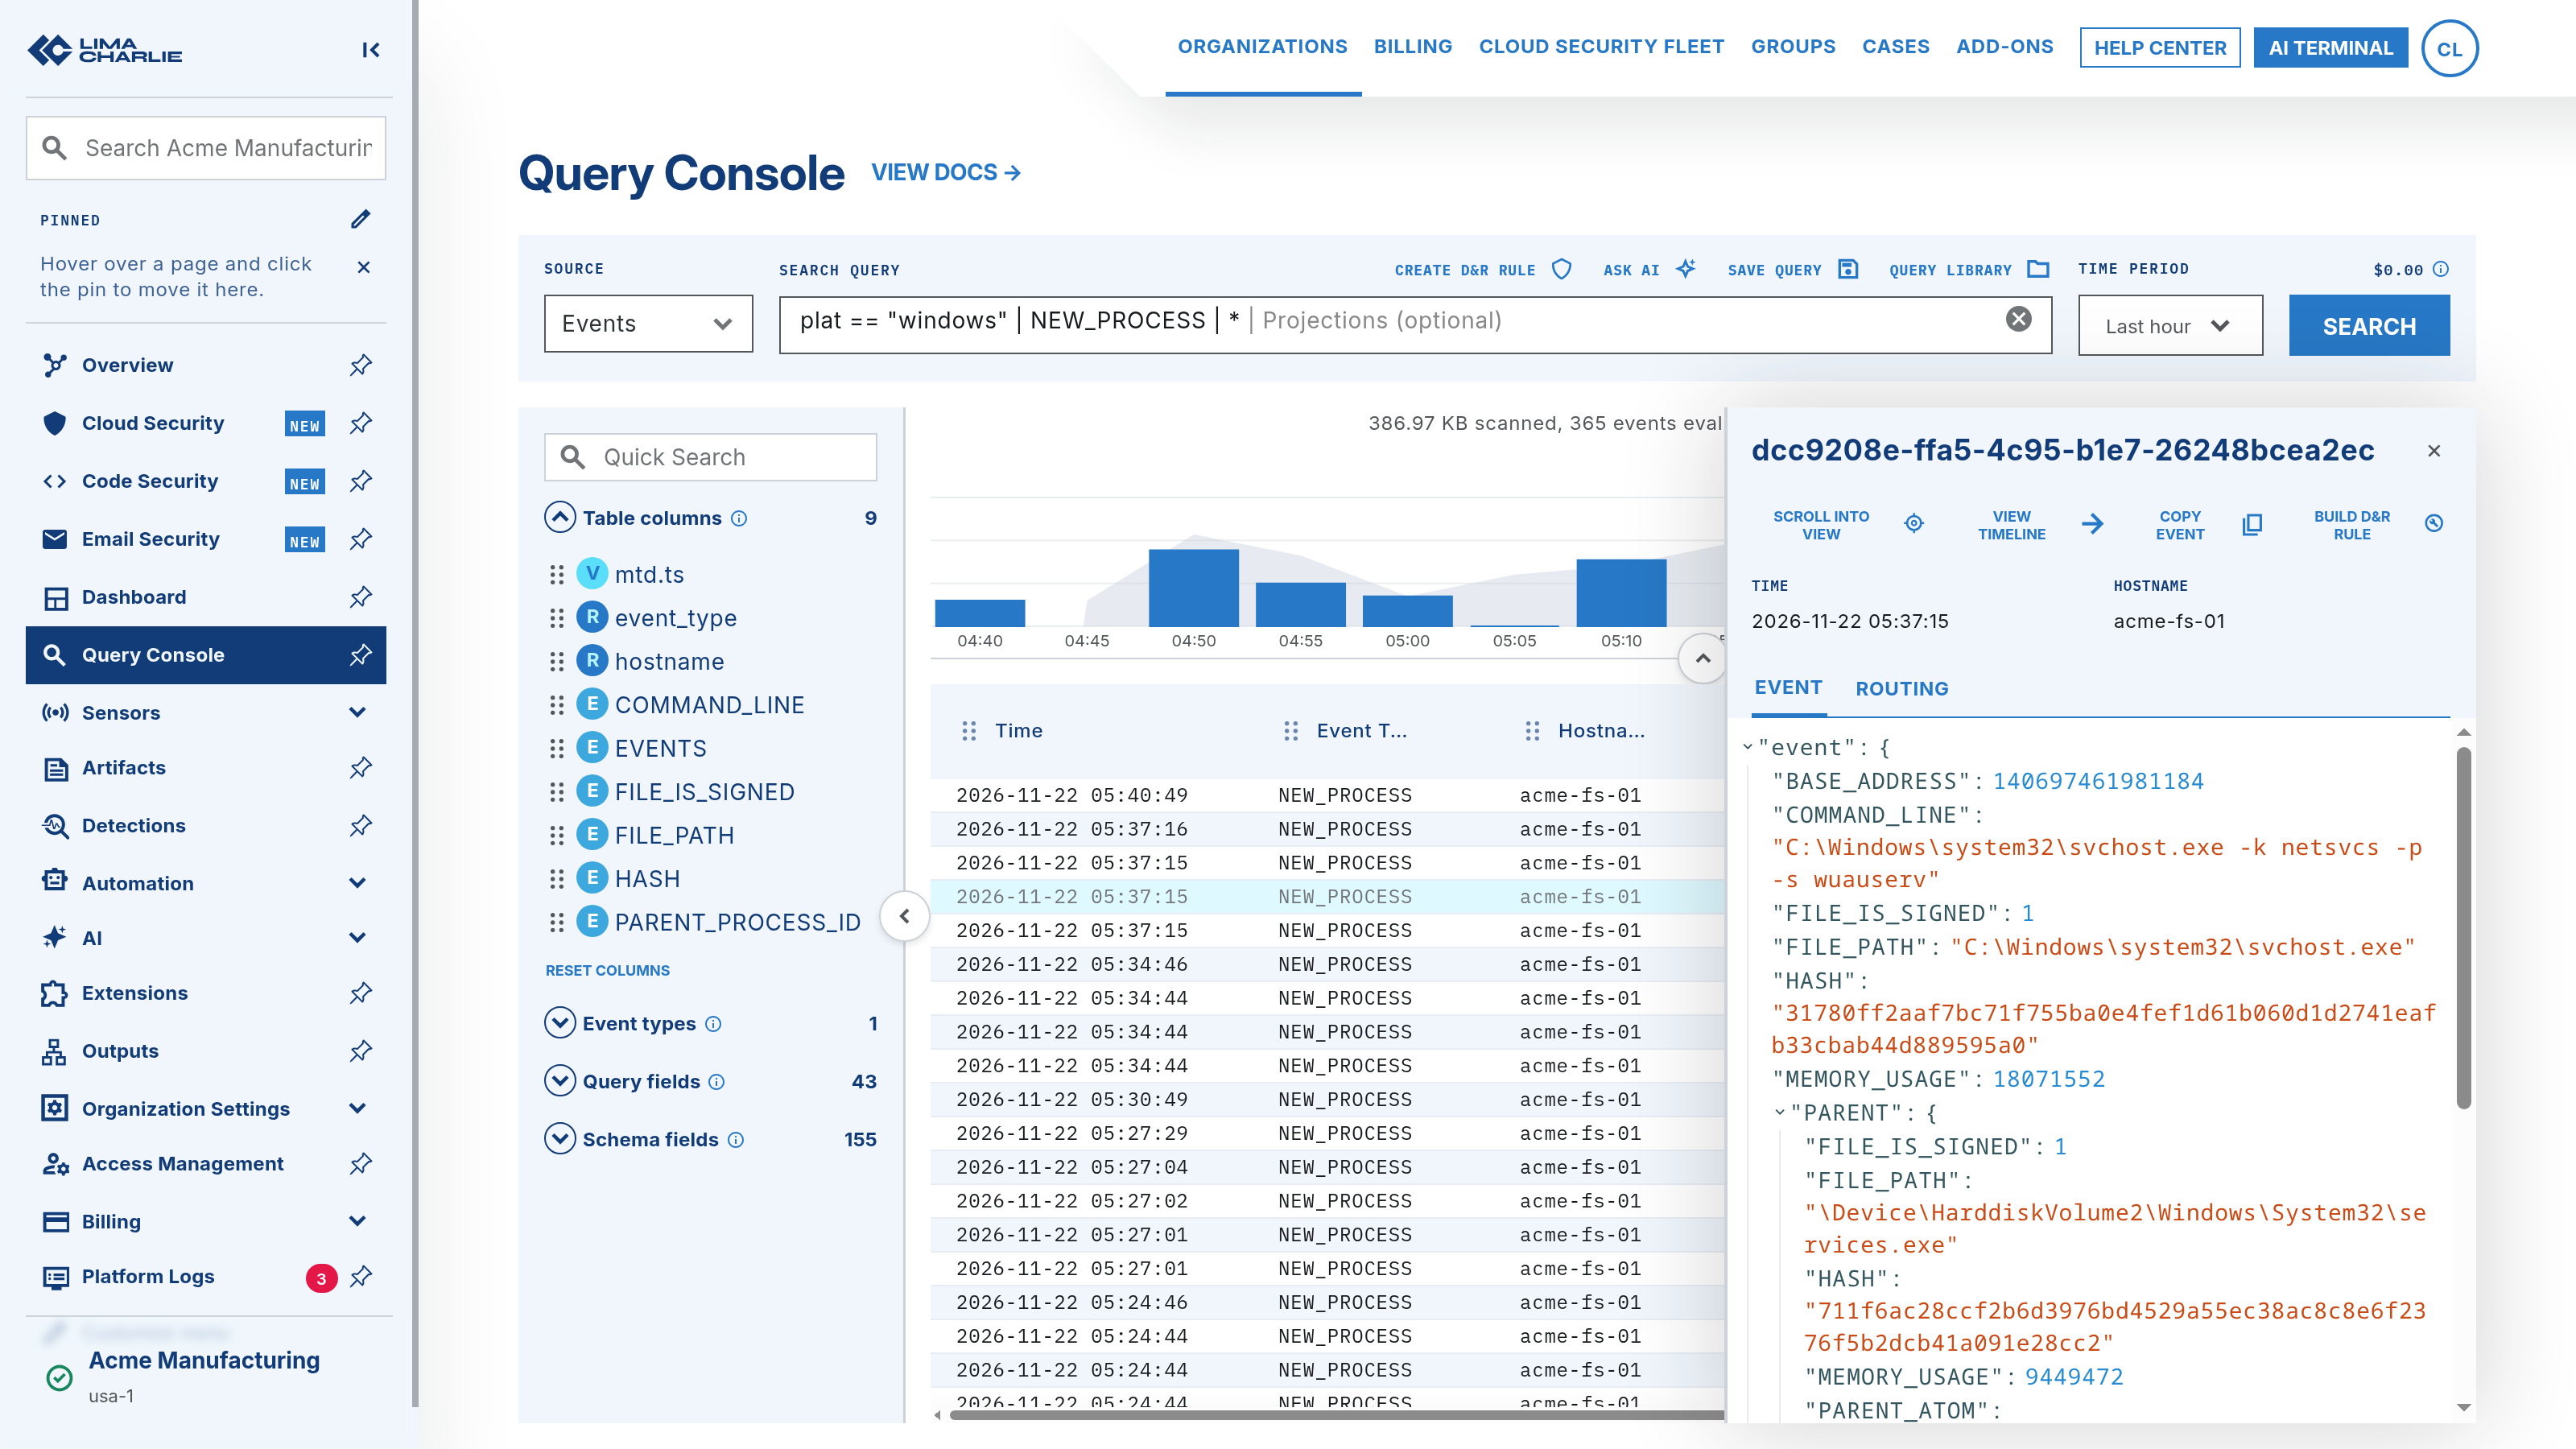 LIMA
CHARLIE
Search Acme Manufacturin
PINNED
Hover over a page and click
the pin to move it here.
Overview
Cloud Security NEW
Code Security NEW
Email Security NEW
Dashboard
Query Console
Sensors
Artifacts
Detections
Automation
AI
Extensions
Outputs
Organization Settings
Access Management
Billing
Platform Logs 3
Customize menu
Acme Manufacturing
usa-1
ORGANIZATIONS BILLING CLOUD SECURITY FLEET GROUPS CASES ADD-ONS HELP CENTER AI TERMINAL CL
Query Console VIEW DOCS →
SOURCE
Events
SEARCH QUERY
CREATE D&R RULE ASK AI SAVE QUERY QUERY LIBRARY
plat == "windows" | NEW_PROCESS | * | Projections (optional)
TIME PERIOD $0.00
Last hour
SEARCH
Quick Search
Table columns 9
V mtd.ts
R event_type
R hostname
E COMMAND_LINE
E EVENTS
E FILE_IS_SIGNED
E FILE_PATH
E HASH
E PARENT_PROCESS_ID
RESET COLUMNS
Event types 1
Query fields 43
Schema fields 155
386.97 KB scanned, 365 events eval
04:40 04:45 04:50 04:55 05:00 05:05 05:10
Time Event T... Hostna...
2026-11-22 05:40:49 NEW_PROCESS acme-fs-01
2026-11-22 05:37:16 NEW_PROCESS acme-fs-01
2026-11-22 05:37:15 NEW_PROCESS acme-fs-01
2026-11-22 05:37:15 NEW_PROCESS acme-fs-01
2026-11-22 05:37:15 NEW_PROCESS acme-fs-01
2026-11-22 05:34:46 NEW_PROCESS acme-fs-01
2026-11-22 05:34:44 NEW_PROCESS acme-fs-01
2026-11-22 05:34:44 NEW_PROCESS acme-fs-01
2026-11-22 05:34:44 NEW_PROCESS acme-fs-01
2026-11-22 05:30:49 NEW_PROCESS acme-fs-01
2026-11-22 05:27:29 NEW_PROCESS acme-fs-01
2026-11-22 05:27:04 NEW_PROCESS acme-fs-01
2026-11-22 05:27:02 NEW_PROCESS acme-fs-01
2026-11-22 05:27:01 NEW_PROCESS acme-fs-01
2026-11-22 05:27:01 NEW_PROCESS acme-fs-01
2026-11-22 05:24:46 NEW_PROCESS acme-fs-01
2026-11-22 05:24:44 NEW_PROCESS acme-fs-01
2026-11-22 05:24:44 NEW_PROCESS acme-fs-01
2026-11-22 05:24:44 NEW_PROCESS acme-fs-01
dcc9208e-ffa5-4c95-b1e7-26248bcea2ec
SCROLL INTO
VIEW
VIEW
TIMELINE
COPY
EVENT
BUILD D&R
RULE
TIME
2026-11-22 05:37:15
HOSTNAME
acme-fs-01
EVENT ROUTING
"event": {
"BASE_ADDRESS": 140697461981184
"COMMAND_LINE":
"C:\Windows\system32\svchost.exe -k netsvcs -p
-s wuauserv"
"FILE_IS_SIGNED": 1
"FILE_PATH": "C:\Windows\system32\svchost.exe"
"HASH":
"31780ff2aaf7bc71f755ba0e4fef1d61b060d1d2741eaf
b33cbab44d889595a0"
"MEMORY_USAGE": 18071552
"PARENT": {
"FILE_IS_SIGNED": 1
"FILE_PATH":
"\Device\HarddiskVolume2\Windows\System32\se
rvices.exe"
"HASH":
"711f6ac28ccf2b6d3976bd4529a55ec38ac8c8e6f23
76f5b2dcb41a091e28cc2"
"MEMORY_USAGE": 9449472
"PARENT_ATOM":